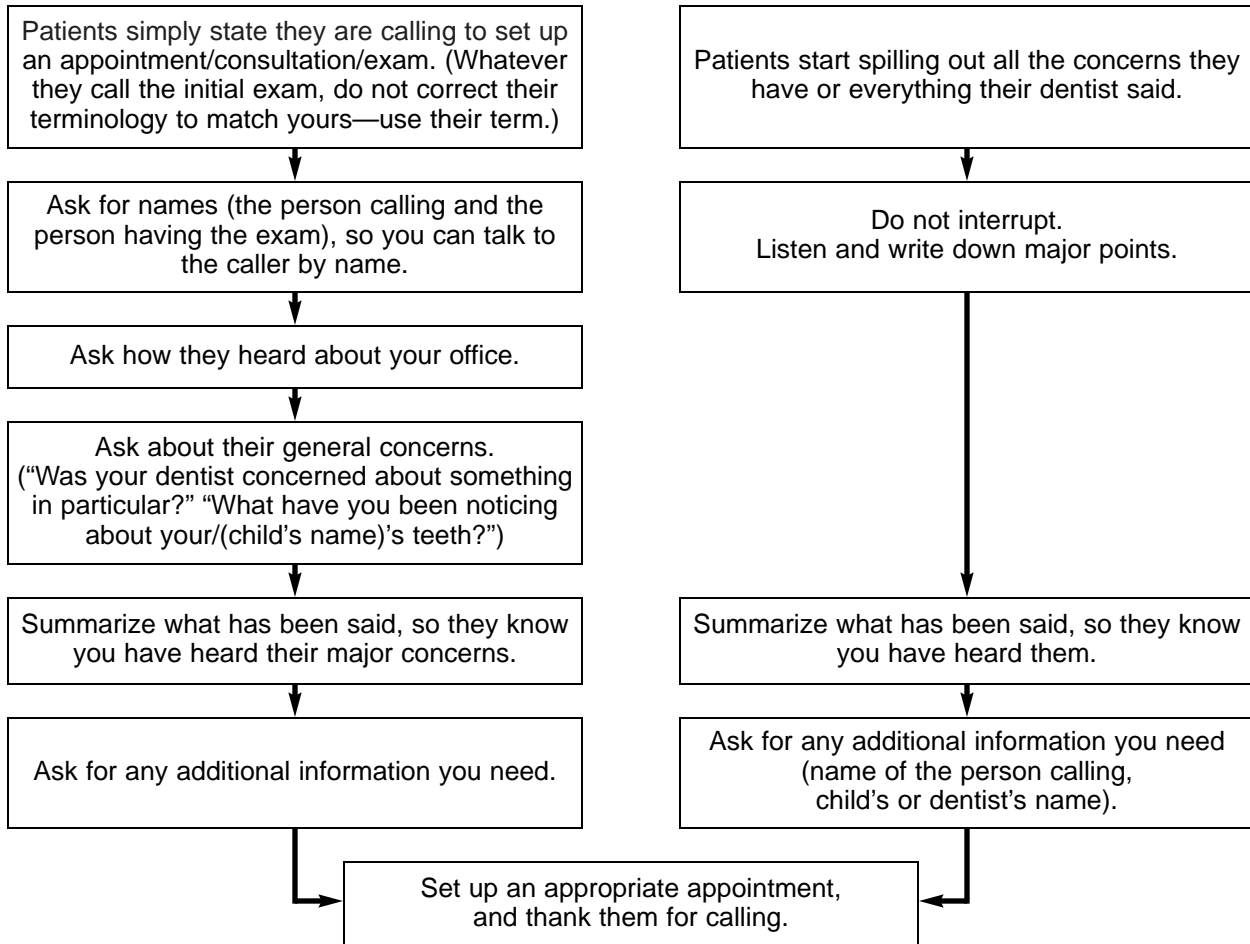 Patients simply state they are calling to set up
an appointment/consultation/exam. (Whatever
they call the initial exam, do not correct their
terminology to match yours—use their term.)
Ask for names (the person calling and the
person having the exam), so you can talk to
the caller by name.
Ask how they heard about your office.
Ask about their general concerns.
(“Was your dentist concerned about something
in particular?” “What have you been noticing
about your/(child’s name)’s teeth?”)
Summarize what has been said, so they know
you have heard their major concerns.
Ask for any additional information you need.
Patients start spilling out all the concerns they
have or everything their dentist said.
Do not interrupt.
Listen and write down major points.
Summarize what has been said, so they know
you have heard them.
Ask for any additional information you need
(name of the person calling,
child’s or dentist’s name).
Set up an appropriate appointment,
and thank them for calling.